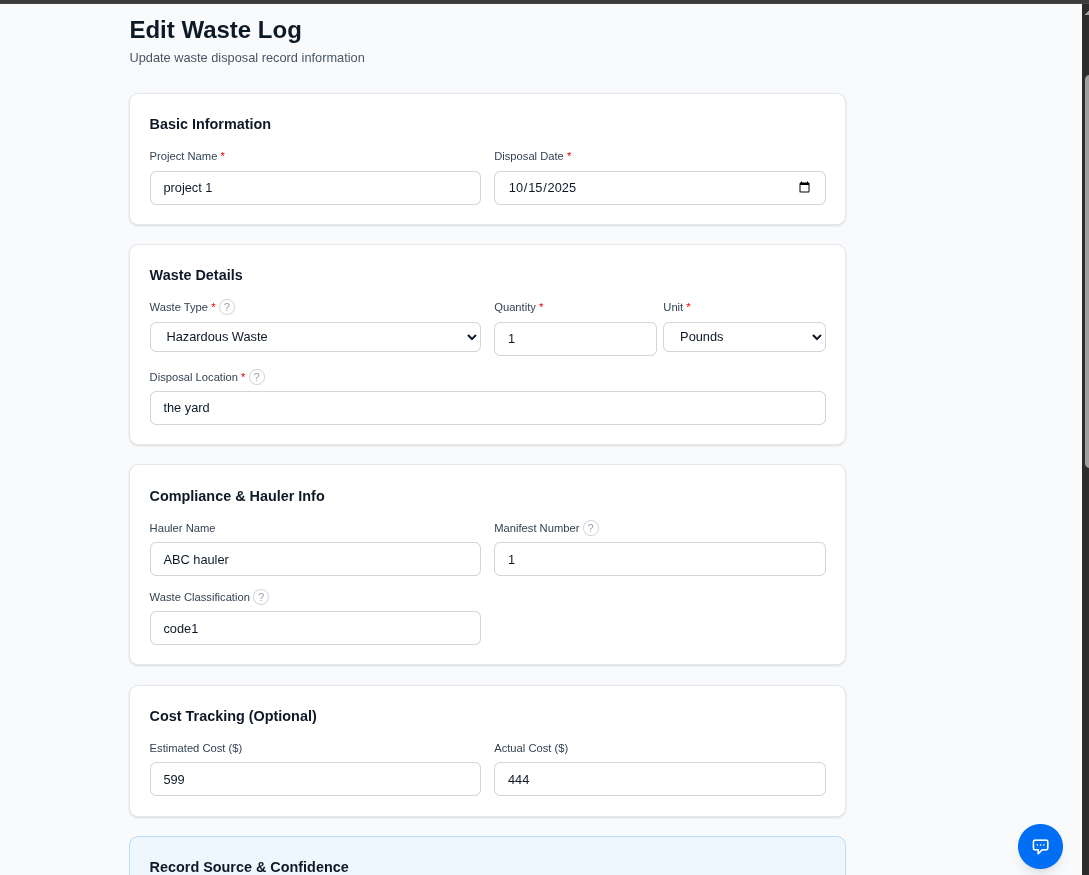 Edit Waste Log
Update waste disposal record information
Basic Information
Project Name *
Disposal Date *
project 1
10/15/2025
Waste Details
Waste Type * ?
Quantity *
Unit *
Hazardous Waste
1
Pounds
Disposal Location * ?
the yard
Compliance & Hauler Info
Hauler Name
Manifest Number ?
ABC hauler
1
Waste Classification ?
code1
Cost Tracking (Optional)
Estimated Cost ($)
Actual Cost ($)
599
444
Record Source & Confidence